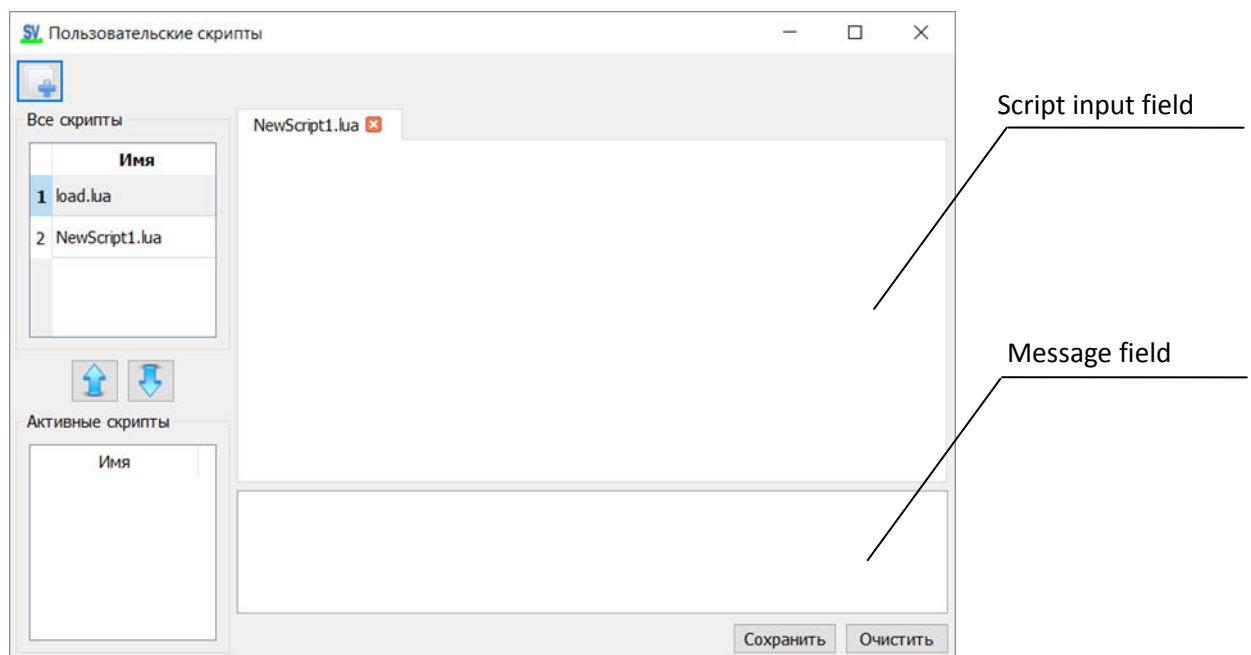 SV Пользовательские скрипты
Все скрипты
Имя
1 load.lua
2 NewScript1.lua
Активные скрипты
Имя
NewScript1.lua
Сохранить Очистить
Script input field
Message field